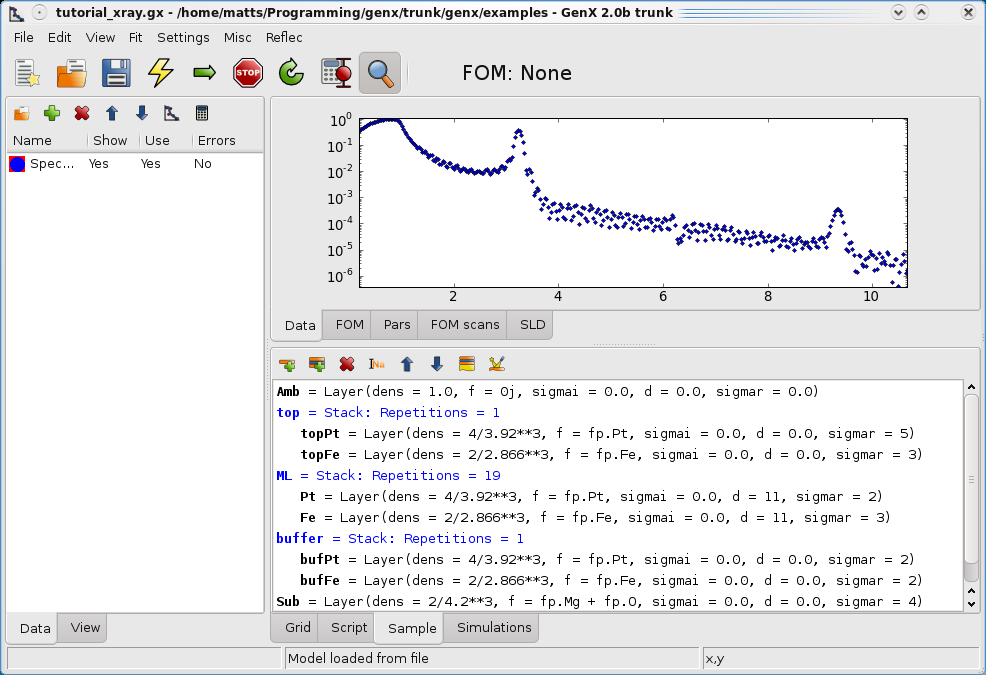 tutorial_xray.gx - /home/matts/Programming/genx/trunk/genx/examples - GenX 2.0b trunk
File Edit View Fit Settings Misc Reflec
STOP
FOM: None
Name Show Use Errors
Spec... Yes Yes No
10^0
10^-1
10^-2
10^-3
10^-4
10^-5
10^-6
2 4 6 8 10
Data FOM Pars FOM scans SLD
Amb = Layer(dens = 1.0, f = 0j, sigmai = 0.0, d = 0.0, sigmar = 0.0)
top = Stack: Repetitions = 1
topPt = Layer(dens = 4/3.92**3, f = fp.Pt, sigmai = 0.0, d = 0.0, sigmar = 5)
topFe = Layer(dens = 2/2.866**3, f = fp.Fe, sigmai = 0.0, d = 0.0, sigmar = 3)
ML = Stack: Repetitions = 19
Pt = Layer(dens = 4/3.92**3, f = fp.Pt, sigmai = 0.0, d = 11, sigmar = 2)
Fe = Layer(dens = 2/2.866**3, f = fp.Fe, sigmai = 0.0, d = 11, sigmar = 3)
buffer = Stack: Repetitions = 1
bufPt = Layer(dens = 4/3.92**3, f = fp.Pt, sigmai = 0.0, d = 0.0, sigmar = 2)
bufFe = Layer(dens = 2/2.866**3, f = fp.Fe, sigmai = 0.0, d = 0.0, sigmar = 2)
Sub = Layer(dens = 2/4.2**3, f = fp.Mg + fp.O, sigmai = 0.0, d = 0.0, sigmar = 4)
Data View
Grid Script Sample Simulations
Model loaded from file
x,y